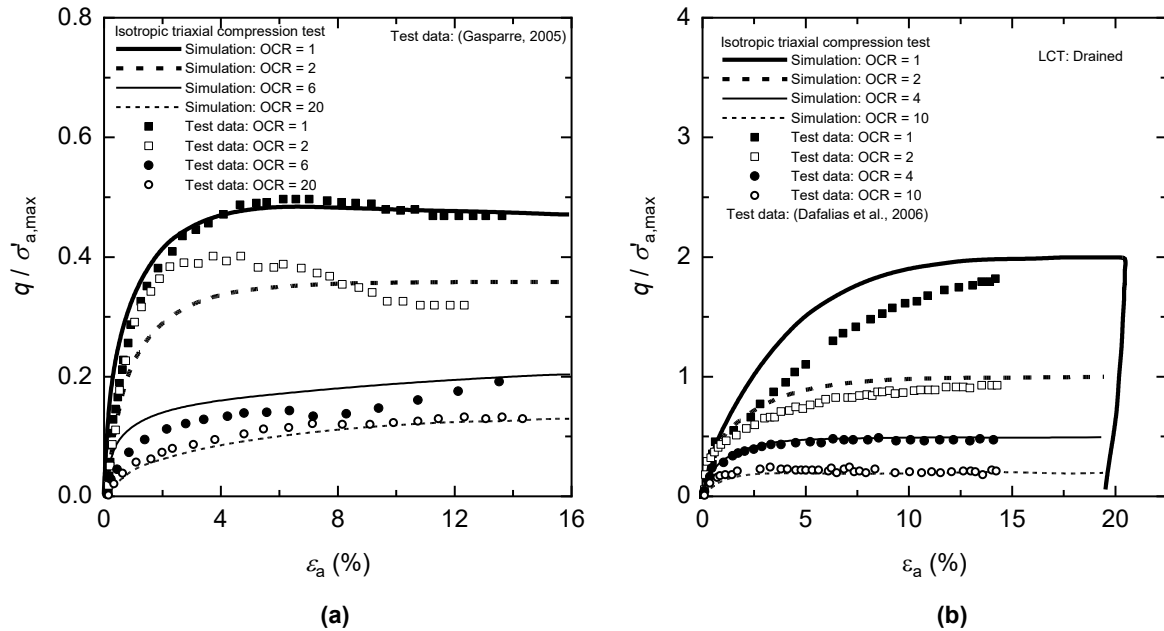 Isotropic triaxial compression test
Test data: (Gasparre, 2005)
Simulation: OCR = 1
Simulation: OCR = 2
Simulation: OCR = 6
Simulation: OCR = 20
Test data: OCR = 1
Test data: OCR = 2
Test data: OCR = 6
Test data: OCR = 20
0.8
0.6
0.4
0.2
0.0
q / σ'a,max
0 4 8 12 16
εa (%)
(a)
Isotropic triaxial compression test
LCT: Drained
Simulation: OCR = 1
Simulation: OCR = 2
Simulation: OCR = 4
Simulation: OCR = 10
Test data: OCR = 1
Test data: OCR = 2
Test data: OCR = 4
Test data: OCR = 10
Test data: (Dafalias et al., 2006)
4
3
2
1
0
q / σ'a,max
0 5 10 15 20
εa (%)
(b)